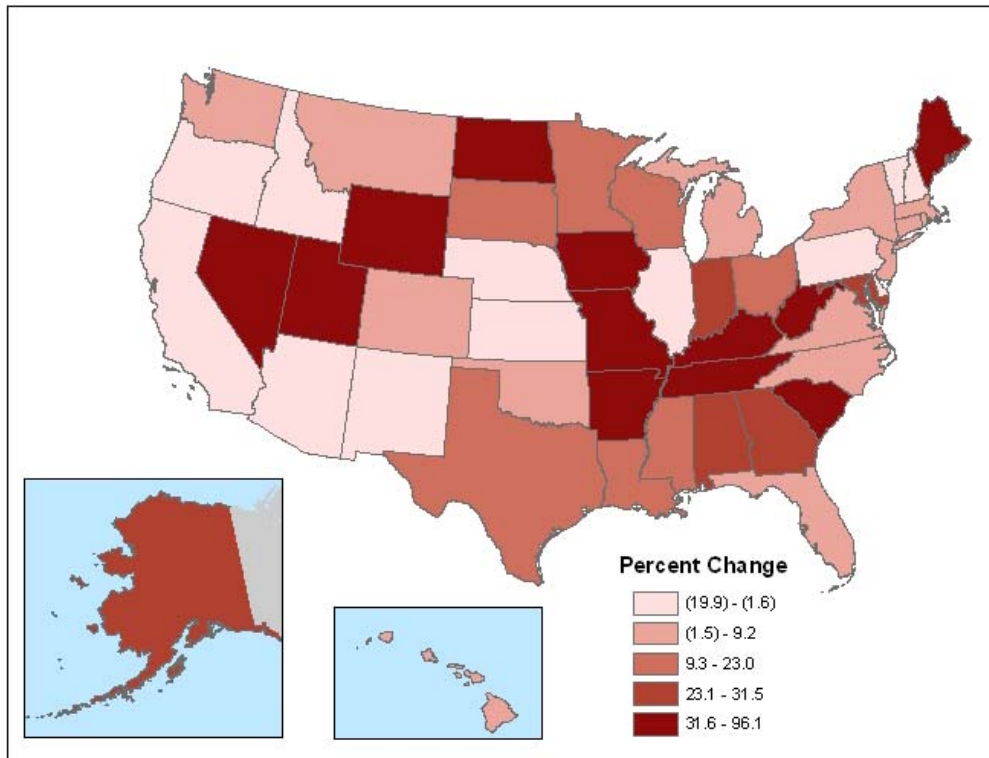 Percent Change
(19.9) - (1.6)
(1.5) - 9.2
9.3 - 23.0
23.1 - 31.5
31.6 - 96.1